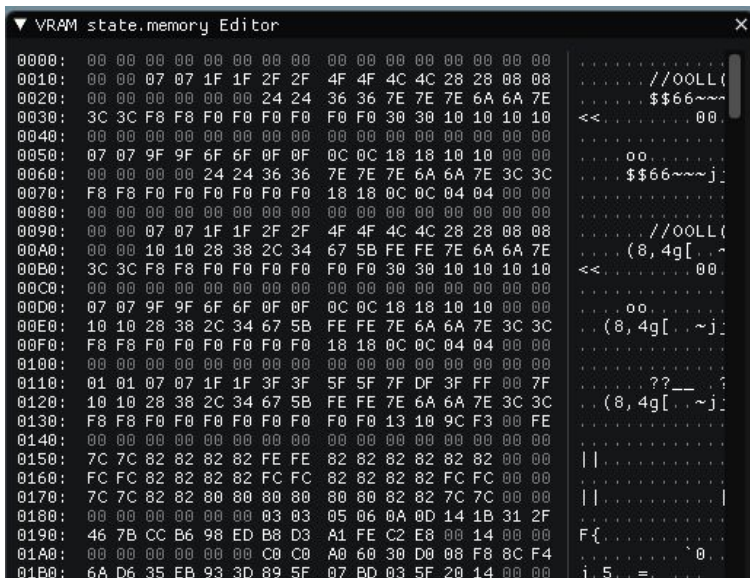 ▼ VRAM state.memory Editor ×
0000: 00 00 00 00 00 00 00 00 00 00 00 00 00 00 00 00 ................
0010: 00 00 07 07 1F 1F 2F 2F 4F 4F 4C 4C 28 28 08 08 ......//OOLL(
0020: 00 00 00 00 00 00 24 24 36 36 7E 7E 7E 6A 6A 7E ......$$66~~~
0030: 3C 3C F8 F8 F0 F0 F0 F0 F0 F0 30 30 10 10 10 10 <<........00.
0040: 00 00 00 00 00 00 00 00 00 00 00 00 00 00 00 00 .............
0050: 07 07 9F 9F 6F 6F 0F 0F 0C 0C 18 18 10 10 00 00 ....oo.......
0060: 00 00 00 00 24 24 36 36 7E 7E 7E 6A 6A 7E 3C 3C ....$$66~~~j
0070: F8 F8 F0 F0 F0 F0 F0 F0 18 18 0C 0C 04 04 00 00 .............
0080: 00 00 00 00 00 00 00 00 00 00 00 00 00 00 00 00 .............
0090: 00 00 07 07 1F 1F 2F 2F 4F 4F 4C 4C 28 28 08 08 ......//OOLL(
00A0: 00 00 10 10 28 38 2C 34 67 5B FE FE 7E 6A 6A 7E ....(8,4g[..~
00B0: 3C 3C F8 F8 F0 F0 F0 F0 F0 F0 30 30 10 10 10 10 <<........00.
00C0: 00 00 00 00 00 00 00 00 00 00 00 00 00 00 00 00 .............
00D0: 07 07 9F 9F 6F 6F 0F 0F 0C 0C 18 18 10 10 00 00 ....oo.......
00E0: 10 10 28 38 2C 34 67 5B FE FE 7E 6A 6A 7E 3C 3C ..(8,4g[..~j
00F0: F8 F8 F0 F0 F0 F0 F0 F0 18 18 0C 0C 04 04 00 00 .............
0100: 00 00 00 00 00 00 00 00 00 00 00 00 00 00 00 00 .............
0110: 01 01 07 07 1F 1F 3F 3F 5F 5F 7F DF 3F FF 00 7F ......??__..?
0120: 10 10 28 38 2C 34 67 5B FE FE 7E 6A 6A 7E 3C 3C ..(8,4g[..~j
0130: F8 F8 F0 F0 F0 F0 F0 F0 F0 F0 13 10 9C F3 00 FE .............
0140: 00 00 00 00 00 00 00 00 00 00 00 00 00 00 00 00 .............
0150: 7C 7C 82 82 82 82 FE FE 82 82 82 82 82 82 00 00 ||...........
0160: FC FC 82 82 82 82 FC FC 82 82 82 82 FC FC 00 00 .............
0170: 7C 7C 82 82 80 80 80 80 80 80 82 82 7C 7C 00 00 ||..........|
0180: 00 00 00 00 00 00 03 03 05 06 0A 0D 14 1B 31 2F .............
0190: 46 7B CC B6 98 ED B8 D3 A1 FE C2 E8 00 14 00 00 F{...........
01A0: 00 00 00 00 00 00 C0 C0 A0 60 30 D0 08 F8 8C F4 .........`0.
01B0: 6A D6 35 EB 93 3D 89 5F 07 BD 03 5F 20 14 00 00 j.5..=.